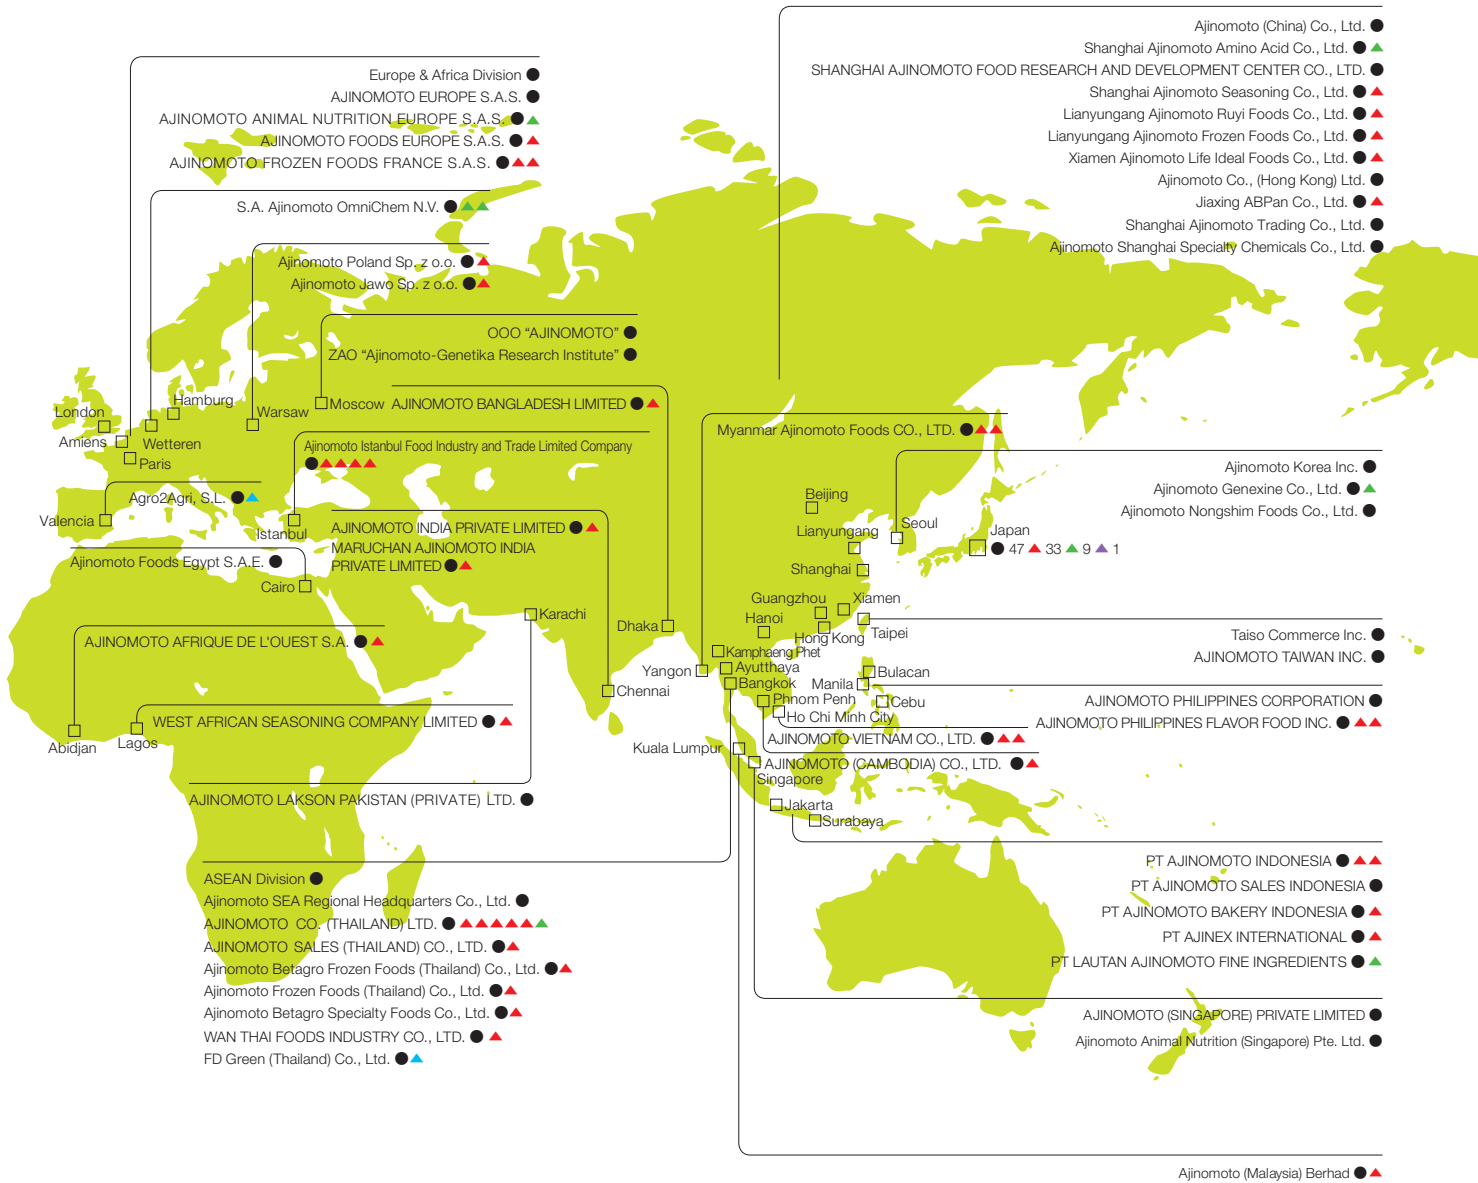 Ajinomoto (China) Co., Ltd.
Shanghai Ajinomoto Amino Acid Co., Ltd.
SHANGHAI AJINOMOTO FOOD RESEARCH AND DEVELOPMENT CENTER CO., LTD.
Shanghai Ajinomoto Seasoning Co., Ltd.
Lianyungang Ajinomoto Ruyi Foods Co., Ltd.
Lianyungang Ajinomoto Frozen Foods Co., Ltd.
Xiamen Ajinomoto Life Ideal Foods Co., Ltd.
Ajinomoto Co., (Hong Kong) Ltd.
Jiaxing ABPan Co., Ltd.
Shanghai Ajinomoto Trading Co., Ltd.
Ajinomoto Shanghai Specialty Chemicals Co., Ltd.
Europe & Africa Division
AJINOMOTO EUROPE S.A.S.
AJINOMOTO ANIMAL NUTRITION EUROPE S.A.S.
AJINOMOTO FOODS EUROPE S.A.S.
AJINOMOTO FROZEN FOODS FRANCE S.A.S.
S.A. Ajinomoto OmniChem N.V.
Ajinomoto Poland Sp. z o.o.
Ajinomoto Jawo Sp. z o.o.
OOO “AJINOMOTO”
ZAO “Ajinomoto-Genetika Research Institute”
Hamburg
London
Warsaw
Moscow
AJINOMOTO BANGLADESH LIMITED
Amiens
Wetteren
Paris
Myanmar Ajinomoto Foods CO., LTD.
Ajinomoto Istanbul Food Industry and Trade Limited Company
Agro2Agri, S.L.
Valencia
Istanbul
AJINOMOTO INDIA PRIVATE LIMITED
MARUCHAN AJINOMOTO INDIA
PRIVATE LIMITED
Ajinomoto Foods Egypt S.A.E.
Cairo
Beijing
Lianyungang
Seoul
Shanghai
Ajinomoto Korea Inc.
Ajinomoto Genexine Co., Ltd.
Ajinomoto Nongshim Foods Co., Ltd.
Japan
47 33 9 1
Karachi
Dhaka
Guangzhou
Xiamen
Hanoi
Hong Kong
Taipei
Taiso Commerce Inc.
AJINOMOTO TAIWAN INC.
AJINOMOTO AFRIQUE DE L'OUEST S.A.
Kamphaeng Phet
Yangon
Ayutthaya
Bangkok
Chennai
Phnom Penh
Ho Chi Minh City
Bulacan
Manila
Cebu
AJINOMOTO PHILIPPINES CORPORATION
AJINOMOTO PHILIPPINES FLAVOR FOOD INC.
WEST AFRICAN SEASONING COMPANY LIMITED
Abidjan
Lagos
AJINOMOTO VIETNAM CO., LTD.
Kuala Lumpur
AJINOMOTO (CAMBODIA) CO., LTD.
Singapore
AJINOMOTO LAKSON PAKISTAN (PRIVATE) LTD.
Jakarta
Surabaya
ASEAN Division
Ajinomoto SEA Regional Headquarters Co., Ltd.
AJINOMOTO CO. (THAILAND) LTD.
AJINOMOTO SALES (THAILAND) CO., LTD.
Ajinomoto Betagro Frozen Foods (Thailand) Co., Ltd.
Ajinomoto Frozen Foods (Thailand) Co., Ltd.
Ajinomoto Betagro Specialty Foods Co., Ltd.
WAN THAI FOODS INDUSTRY CO., LTD.
FD Green (Thailand) Co., Ltd.
PT AJINOMOTO INDONESIA
PT AJINOMOTO SALES INDONESIA
PT AJINOMOTO BAKERY INDONESIA
PT AJINEX INTERNATIONAL
PT LAUTAN AJINOMOTO FINE INGREDIENTS
AJINOMOTO (SINGAPORE) PRIVATE LIMITED
Ajinomoto Animal Nutrition (Singapore) Pte. Ltd.
Ajinomoto (Malaysia) Berhad